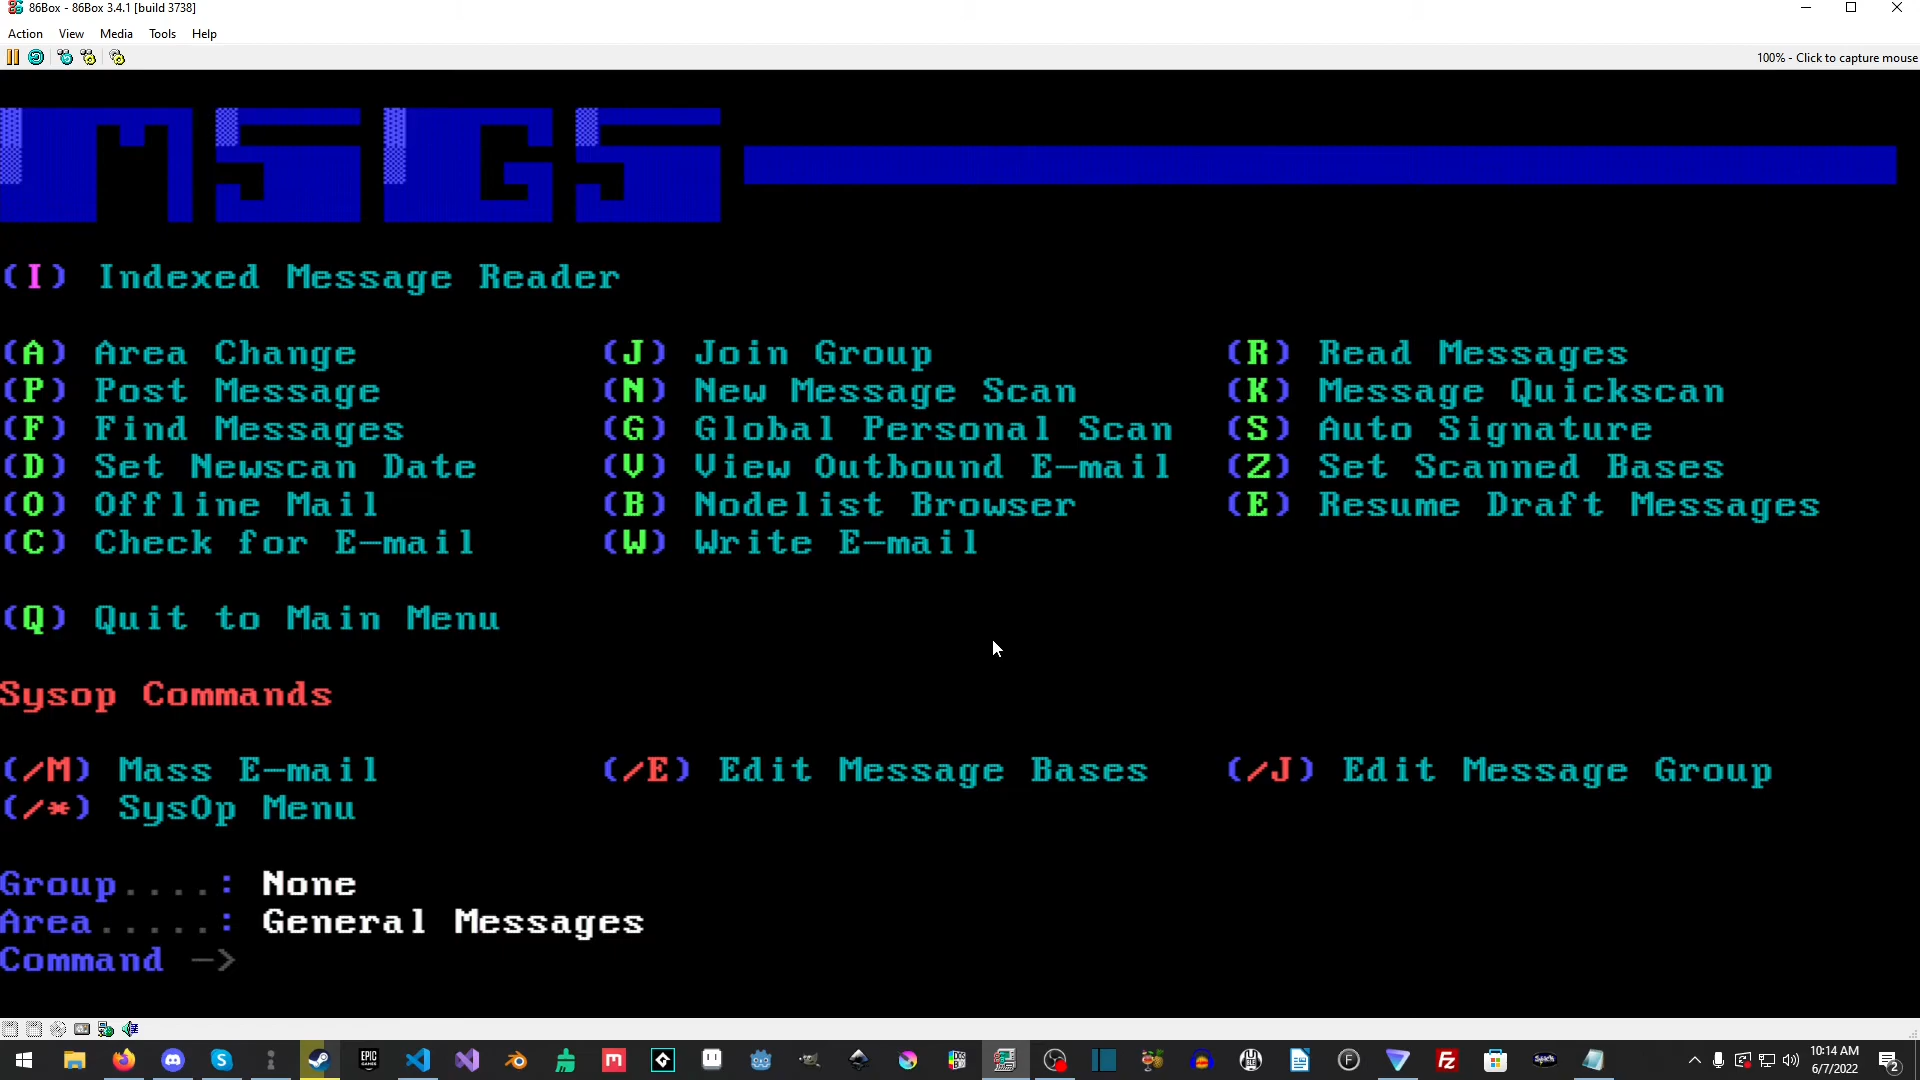 86Box - 86Box 3.4.1 [build 3738]
Action View Media Tools Help
100% - Click to capture mouse
MSGS
(I) Indexed Message Reader
(A) Area Change (J) Join Group (R) Read Messages
(P) Post Message (N) New Message Scan (K) Message Quickscan
(F) Find Messages (G) Global Personal Scan (S) Auto Signature
(D) Set Newscan Date (V) View Outbound E-mail (Z) Set Scanned Bases
(O) Offline Mail (B) Nodelist Browser (E) Resume Draft Messages
(C) Check for E-mail (W) Write E-mail
(Q) Quit to Main Menu
Sysop Commands
(/M) Mass E-mail (/E) Edit Message Bases (/J) Edit Message Group
(/*) SysOp Menu
Group....: None
Area.....: General Messages
Command ->
10:14 AM
6/7/2022
2